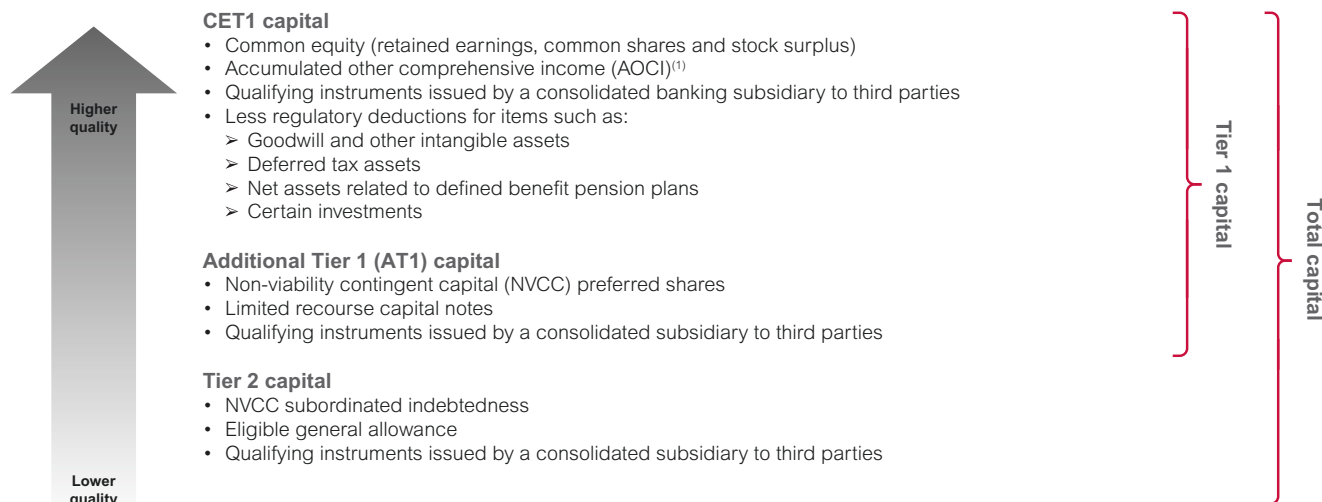 CET1 capital
• Common equity (retained earnings, common shares and stock surplus)
• Accumulated other comprehensive income (AOCI)(1)
• Qualifying instruments issued by a consolidated banking subsidiary to third parties
• Less regulatory deductions for items such as:
➢ Goodwill and other intangible assets
➢ Deferred tax assets
➢ Net assets related to defined benefit pension plans
➢ Certain investments
Higher
quality
Additional Tier 1 (AT1) capital
• Non-viability contingent capital (NVCC) preferred shares
• Limited recourse capital notes
• Qualifying instruments issued by a consolidated subsidiary to third parties
Tier 2 capital
• NVCC subordinated indebtedness
• Eligible general allowance
• Qualifying instruments issued by a consolidated subsidiary to third parties
Lower
quality
Tier 1 capital
Total capital